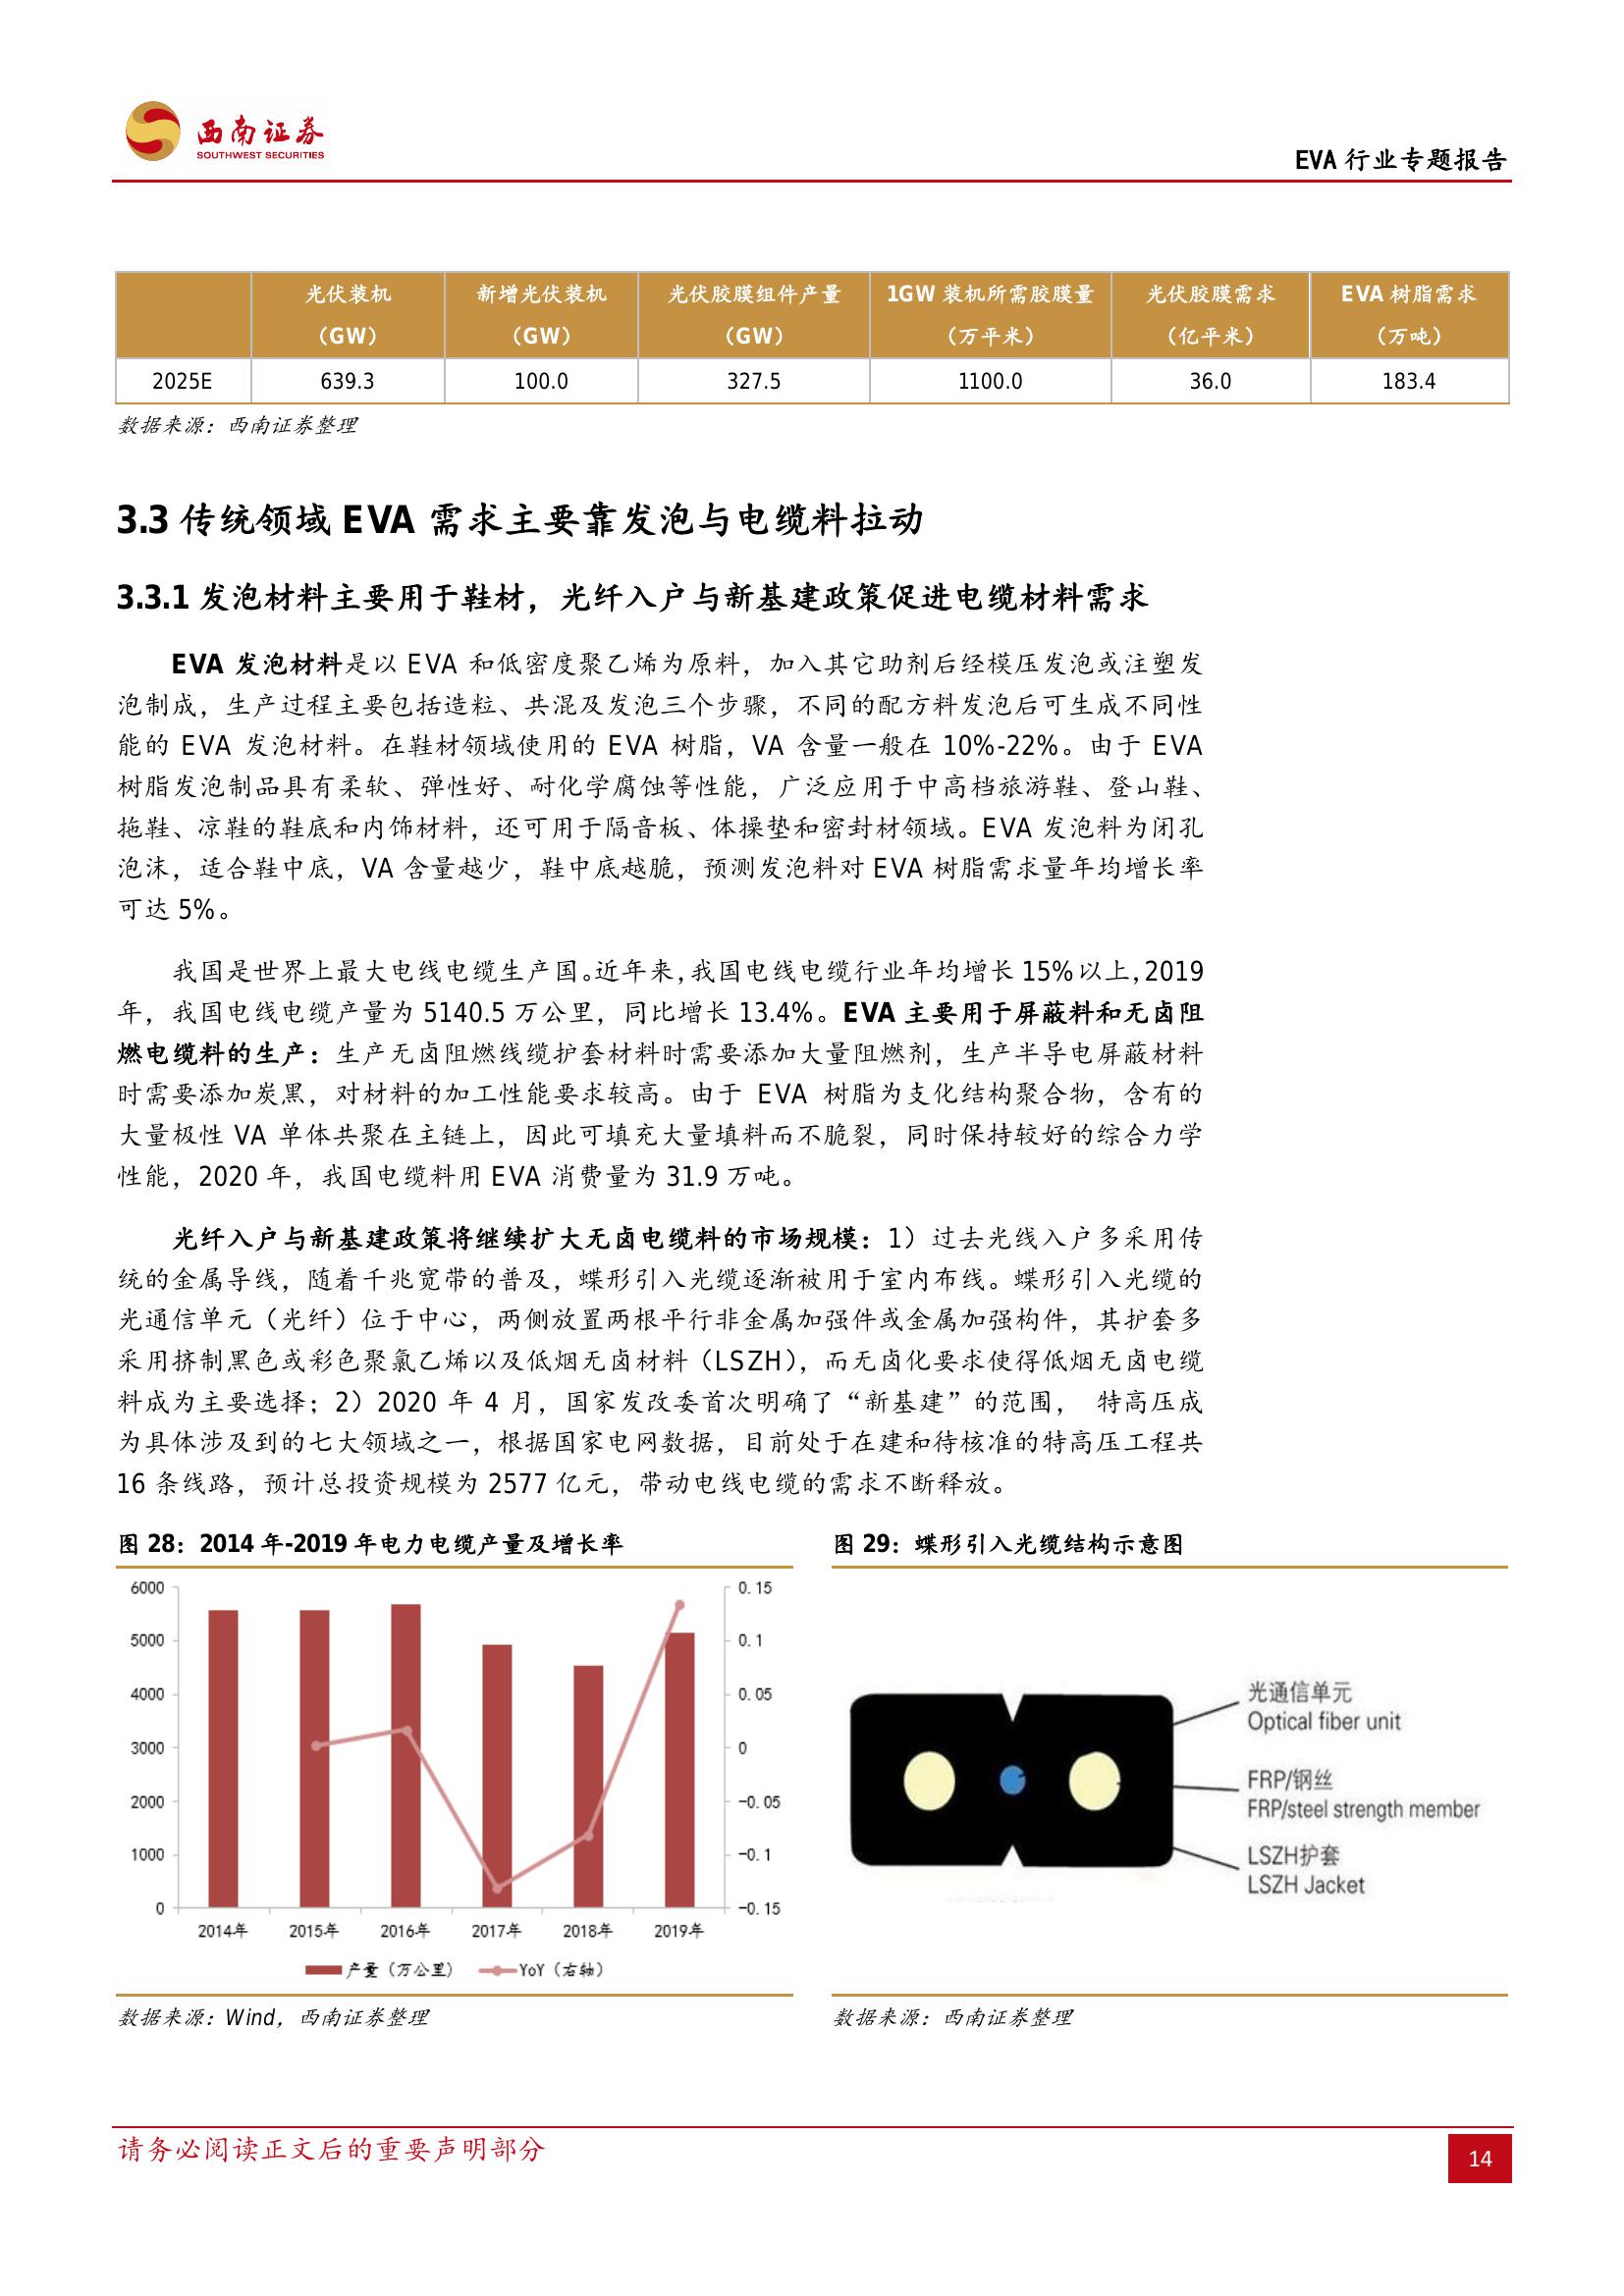 西南证券
SOUTHWEST SECURITIES
EVA 行业专题报告
光伏装机（GW） 新增光伏装机（GW） 光伏胶膜组件产量（GW） 1GW 装机所需胶膜量（万平米） 光伏胶膜需求（亿平米） EVA 树脂需求（万吨）
2025E 639.3 100.0 327.5 1100.0 36.0 183.4
数据来源：西南证券整理
3.3 传统领域 EVA 需求主要靠发泡与电缆料拉动
3.3.1 发泡材料主要用于鞋材，光纤入户与新基建政策促进电缆材料需求
EVA 发泡材料是以 EVA 和低密度聚乙烯为原料，加入其它助剂后经模压发泡或注塑发
泡制成，生产过程主要包括造粒、共混及发泡三个步骤，不同的配方料发泡后可生成不同性
能的 EVA 发泡材料。在鞋材领域使用的 EVA 树脂，VA 含量一般在 10%-22%。由于 EVA
树脂发泡制品具有柔软、弹性好、耐化学腐蚀等性能，广泛应用于中高档旅游鞋、登山鞋、
拖鞋、凉鞋的鞋底和内饰材料，还可用于隔音板、体操垫和密封材领域。EVA 发泡料为闭孔
泡沫，适合鞋中底，VA 含量越少，鞋中底越脆，预测发泡料对 EVA 树脂需求量年均增长率
可达 5%。
我国是世界上最大电线电缆生产国。近年来，我国电线电缆行业年均增长 15%以上，2019
年，我国电线电缆产量为 5140.5 万公里，同比增长 13.4%。EVA 主要用于屏蔽料和无卤阻
燃电缆料的生产：生产无卤阻燃线缆护套材料时需要添加大量阻燃剂，生产半导电屏蔽材料
时需要添加炭黑，对材料的加工性能要求较高。由于 EVA 树脂为支化结构聚合物，含有的
大量极性 VA 单体共聚在主链上，因此可填充大量填料而不脆裂，同时保持较好的综合力学
性能，2020 年，我国电缆料用 EVA 消费量为 31.9 万吨。
光纤入户与新基建政策将继续扩大无卤电缆料的市场规模：1）过去光线入户多采用传
统的金属导线，随着千兆宽带的普及，蝶形引入光缆逐渐被用于室内布线。蝶形引入光缆的
光通信单元（光纤）位于中心，两侧放置两根平行非金属加强件或金属加强构件，其护套多
采用挤制黑色或彩色聚氯乙烯以及低烟无卤材料（LSZH），而无卤化要求使得低烟无卤电缆
料成为主要选择；2）2020 年 4 月，国家发改委首次明确了“新基建”的范围， 特高压成
为具体涉及到的七大领域之一，根据国家电网数据，目前处于在建和待核准的特高压工程共
16 条线路，预计总投资规模为 2577 亿元，带动电线电缆的需求不断释放。
图 28：2014 年-2019 年电力电缆产量及增长率
6000 0.15
5000 0.1
4000 0.05
3000 0
2000 -0.05
1000 -0.1
0 -0.15
2014年 2015年 2016年 2017年 2018年 2019年
产量（万公里） YoY（右轴）
数据来源：Wind，西南证券整理
图 29：蝶形引入光缆结构示意图
光通信单元
Optical fiber unit
FRP/钢丝
FRP/steel strength member
LSZH护套
LSZH Jacket
数据来源：西南证券整理
请务必阅读正文后的重要声明部分
14